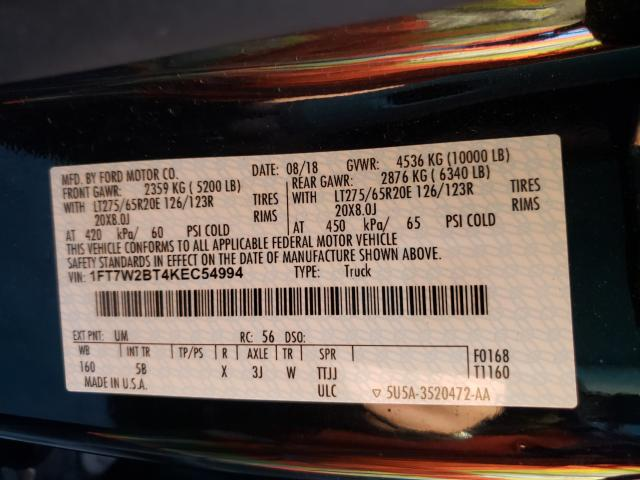 MFD. BY FORD MOTOR CO. DATE: 08/18 GVWR: 4536 KG (10000 LB)
FRONT GAWR: 2359 KG (5200 LB) REAR GAWR: 2876 KG (6340 LB)
WITH LT275/65R20E 126/123R TIRES WITH LT275/65R20E 126/123R TIRES
20X8.0J RIMS 20X8.0J RIMS
AT 420 kPa/ 60 PSI COLD AT 450 kPa/ 65 PSI COLD
THIS VEHICLE CONFORMS TO ALL APPLICABLE FEDERAL MOTOR VEHICLE
SAFETY STANDARDS IN EFFECT ON THE DATE OF MANUFACTURE SHOWN ABOVE.
VIN: 1FT7W2BT4KEC54994 TYPE: Truck
EXT PNT: UM RC: 56 DSO:
WB INT TR TP/PS R AXLE TR SPR F0168
160 5B X 3J W TTJJ T1160
MADE IN U.S.A. ULC ▽ 5U5A-3520472-AA